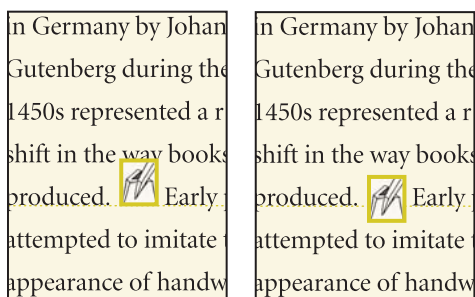 in Germany by Johan
Gutenberg during the
1450s represented a r
shift in the way books
produced. Early
attempted to imitate t
appearance of handw
in Germany by Johan
Gutenberg during the
1450s represented a r
shift in the way books
produced. Early
attempted to imitate t
appearance of handw